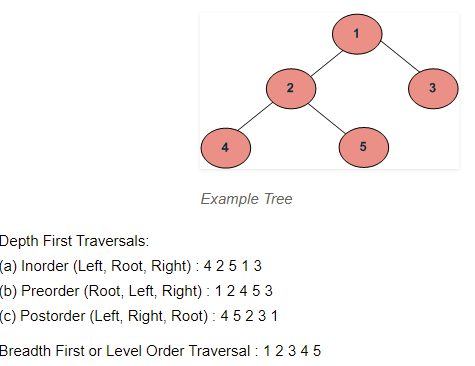 1
2
3
4
5
Example Tree
Depth First Traversals:
(a) Inorder (Left, Root, Right) : 4 2 5 1 3
(b) Preorder (Root, Left, Right) : 1 2 4 5 3
(c) Postorder (Left, Right, Root) : 4 5 2 3 1
Breadth First or Level Order Traversal : 1 2 3 4 5